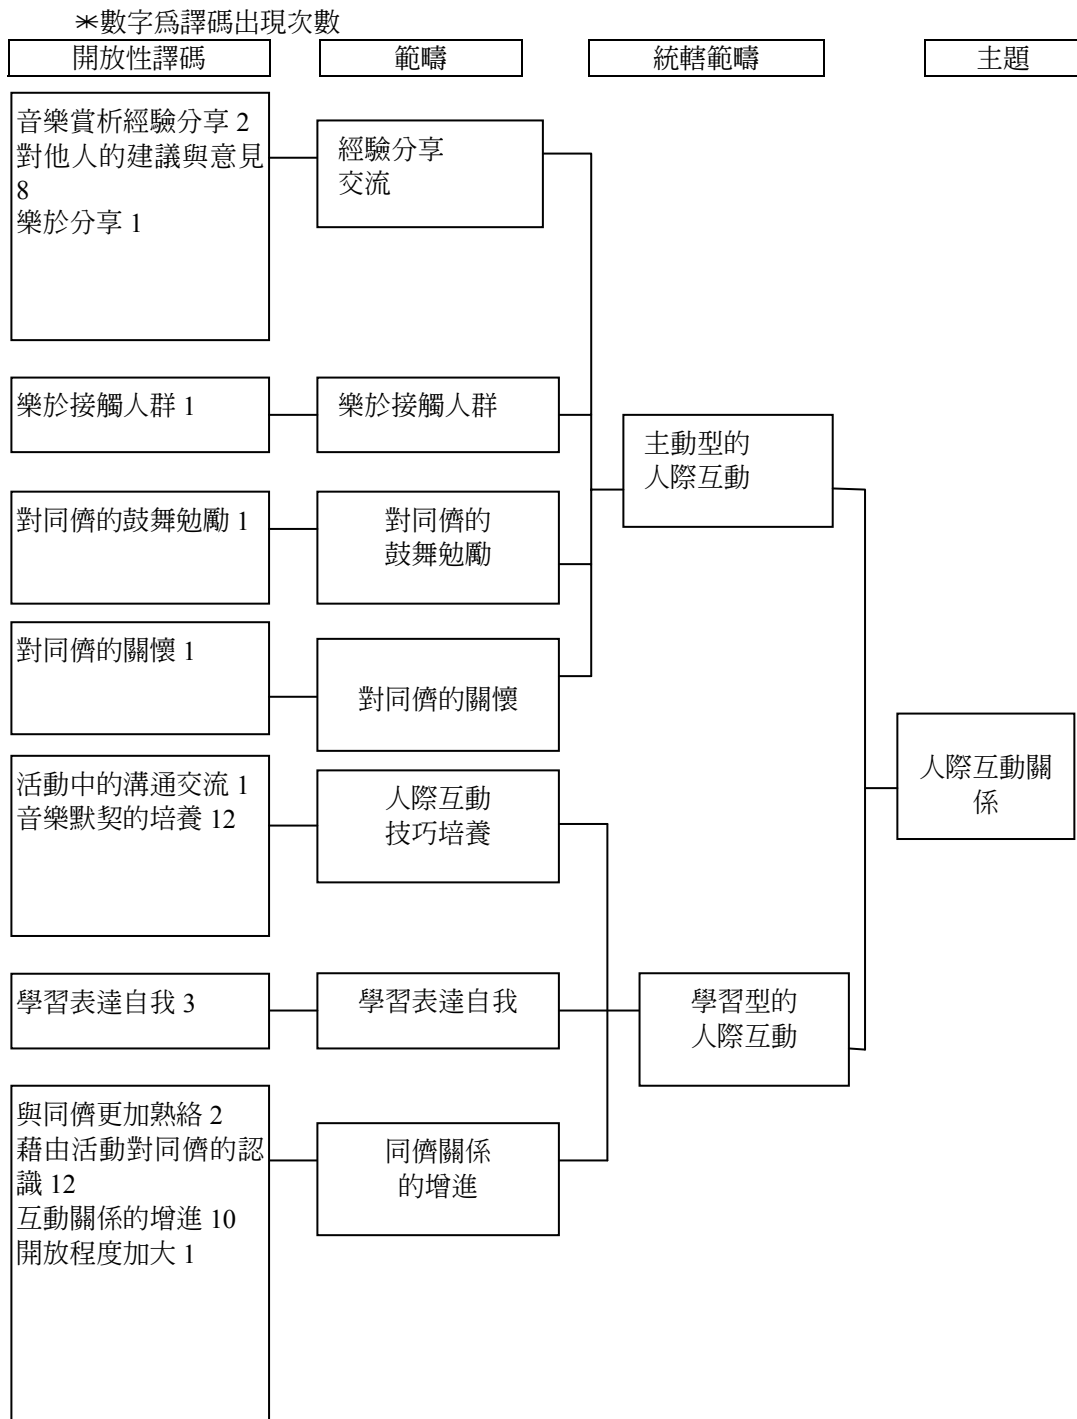 *數字為譯碼出現次數
開放性譯碼
範疇
統轄範疇
主題
音樂賞析經驗分享 2
對他人的建議與意見
8
樂於分享 1
經驗分享
交流
樂於接觸人群 1
樂於接觸人群
主動型的
人際互動
對同儕的鼓舞勉勵 1
對同儕的
鼓舞勉勵
對同儕的關懷 1
對同儕的關懷
人際互動關
係
活動中的溝通交流 1
音樂默契的培養 12
人際互動
技巧培養
學習表達自我 3
學習表達自我
學習型的
人際互動
與同儕更加熟絡 2
藉由活動對同儕的認
識 12
互動關係的增進 10
開放程度加大 1
同儕關係
的增進